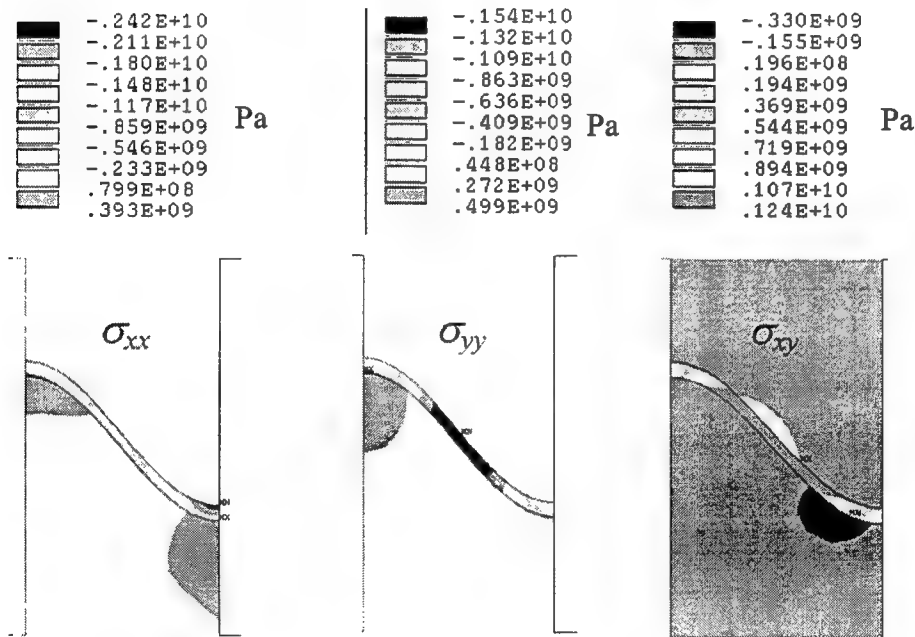 -.242E+10
-.211E+10
-.180E+10
-.148E+10
-.117E+10
-.859E+09
-.546E+09
-.233E+09
.799E+08
.393E+09
Pa
-.154E+10
-.132E+10
-.109E+10
-.863E+09
-.636E+09
-.409E+09
-.182E+09
.448E+08
.272E+09
.499E+09
Pa
-.330E+09
-.155E+09
.196E+08
.194E+09
.369E+09
.544E+09
.719E+09
.894E+09
.107E+10
.124E+10
Pa
σxx
σyy
σxy